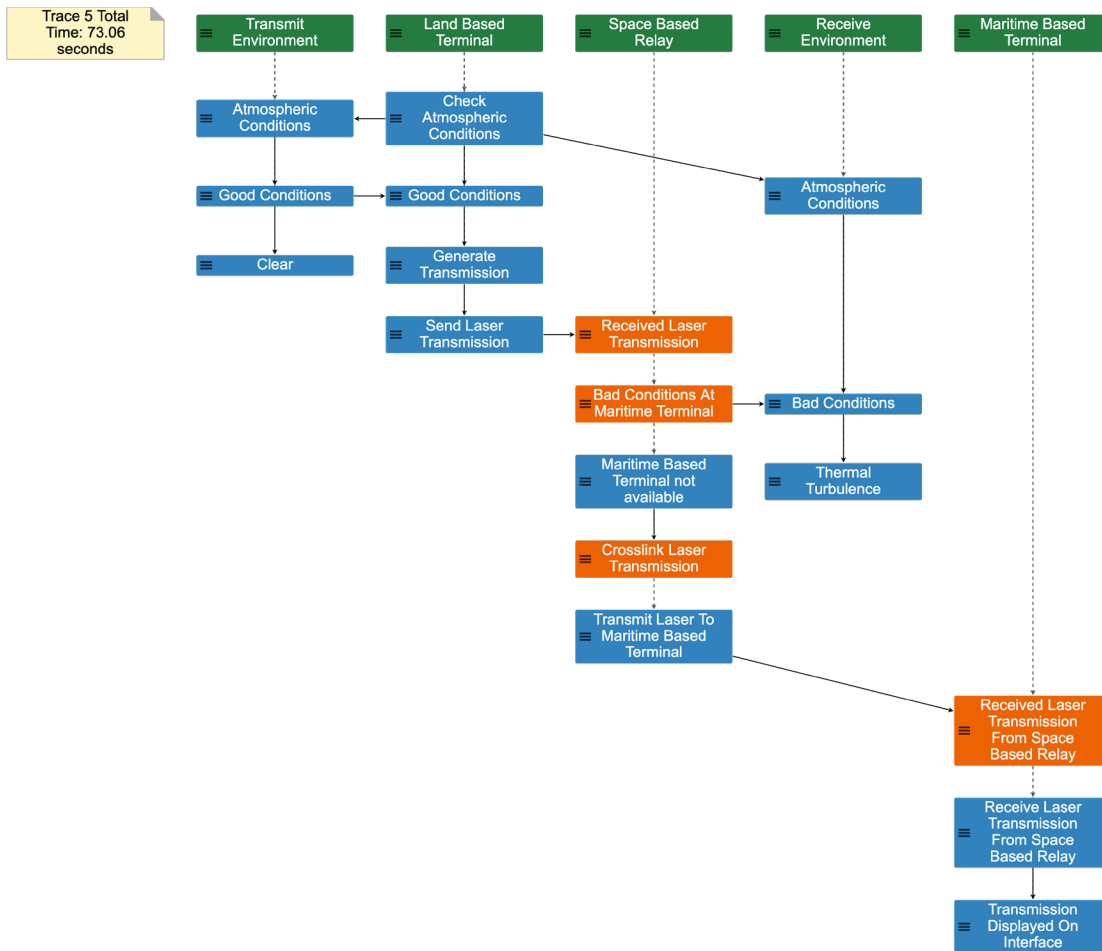 Trace 5 Total
Time: 73.06
seconds
Transmit
Environment
Land Based
Terminal
Space Based
Relay
Receive
Environment
Maritime Based
Terminal
Atmospheric
Conditions
Check
Atmospheric
Conditions
Atmospheric
Conditions
Good Conditions
Good Conditions
Clear
Generate
Transmission
Send Laser
Transmission
Received Laser
Transmission
Bad Conditions At
Maritime Terminal
Bad Conditions
Maritime Based
Terminal not
available
Thermal
Turbulence
Crosslink Laser
Transmission
Transmit Laser To
Maritime Based
Terminal
Received Laser
Transmission
From Space
Based Relay
Receive Laser
Transmission
From Space
Based Relay
Transmission
Displayed On
Interface